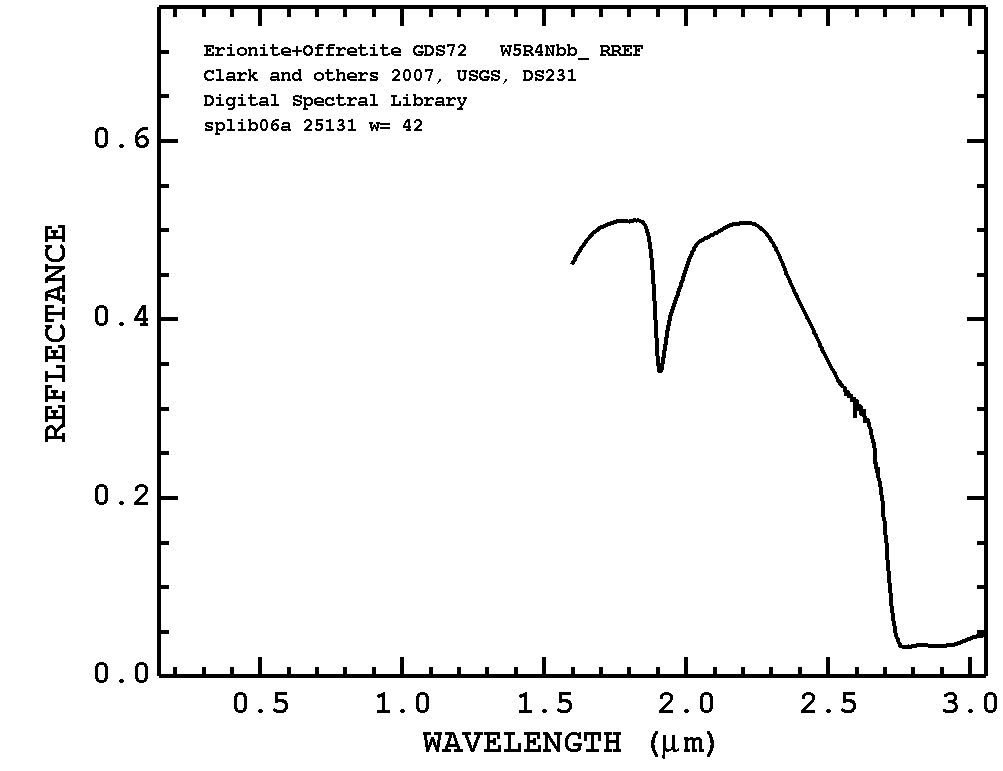 Erionite+Offretite GDS72 W5R4Nbb_ RREF
Clark and others 2007, USGS, DS231
Digital Spectral Library
splib06a 25131 w= 42
REFLECTANCE
0.6
0.4
0.2
0.0
0.5 1.0 1.5 2.0 2.5 3.0
WAVELENGTH (μm)